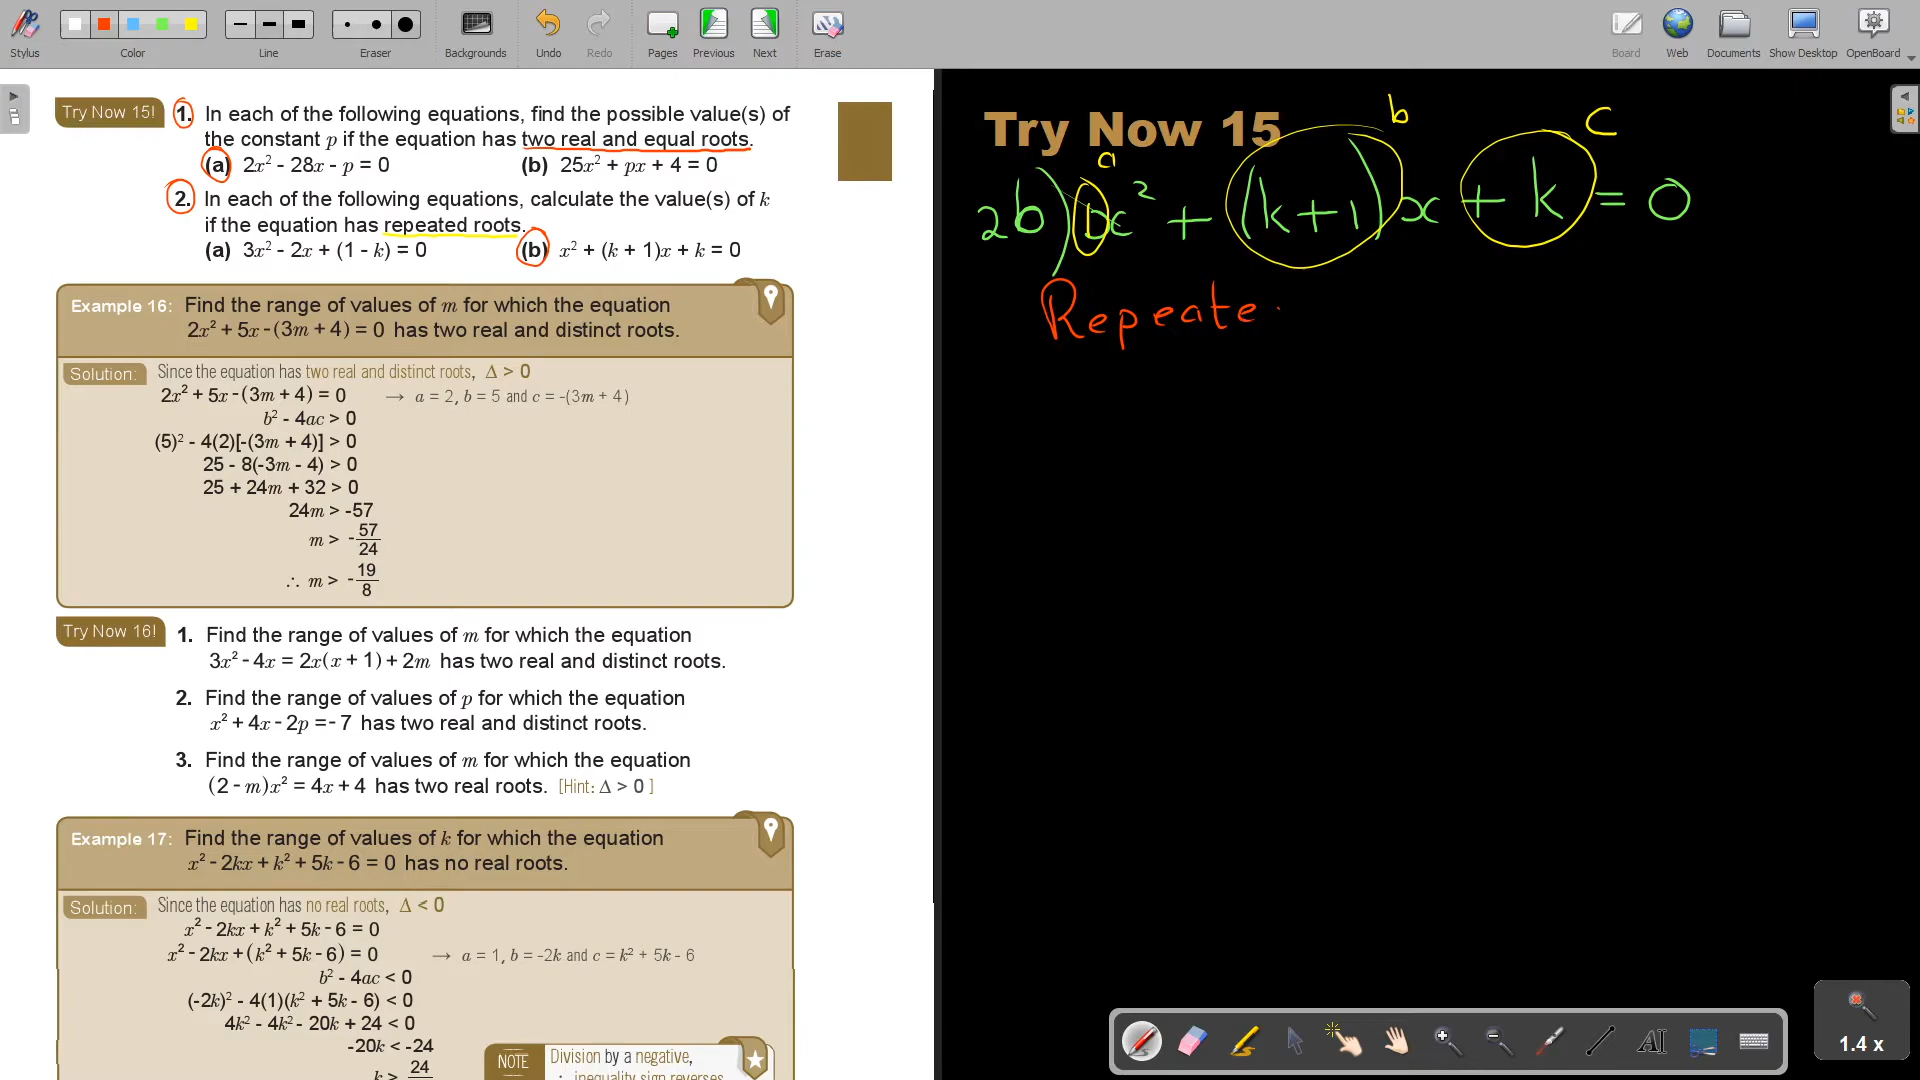 Stylus Color Line Eraser Backgrounds Undo Redo Pages Previous Next Erase Board Web Documents Show Desktop OpenBoard
Try Now 15! 1. In each of the following equations, find the possible value(s) of
the constant p if the equation has two real and equal roots.
(a) 2x² - 28x - p = 0 (b) 25x² + px + 4 = 0
2. In each of the following equations, calculate the value(s) of k
if the equation has repeated roots.
(a) 3x² - 2x + (1 - k) = 0 (b) x² + (k + 1)x + k = 0
Example 16: Find the range of values of m for which the equation
2x² + 5x - (3m + 4) = 0 has two real and distinct roots.
Solution: Since the equation has two real and distinct roots, Δ > 0
2x² + 5x - (3m + 4) = 0 → a = 2, b = 5 and c = -(3m + 4)
b² - 4ac > 0
(5)² - 4(2)[-(3m + 4)] > 0
25 - 8(-3m - 4) > 0
25 + 24m + 32 > 0
24m > -57
m > -57/24
∴ m > -19/8
Try Now 16! 1. Find the range of values of m for which the equation
3x² - 4x = 2x(x + 1) + 2m has two real and distinct roots.
2. Find the range of values of p for which the equation
x² + 4x - 2p = - 7 has two real and distinct roots.
3. Find the range of values of m for which the equation
(2 - m)x² = 4x + 4 has two real roots. [Hint: Δ > 0 ]
Example 17: Find the range of values of k for which the equation
x² - 2kx + k² + 5k - 6 = 0 has no real roots.
Solution: Since the equation has no real roots, Δ < 0
x² - 2kx + k² + 5k - 6 = 0
x² - 2kx + (k² + 5k - 6) = 0 → a = 1, b = -2k and c = k² + 5k - 6
b² - 4ac < 0
(-2k)² - 4(1)(k² + 5k - 6) < 0
4k² - 4k² - 20k + 24 < 0
-20k < -24
k > 24
NOTE Division by a negative,
∴ inequality sign reverses
Try Now 15
a b c
2b) x² + (k+1)x + k = 0
Repeate
1.4 x